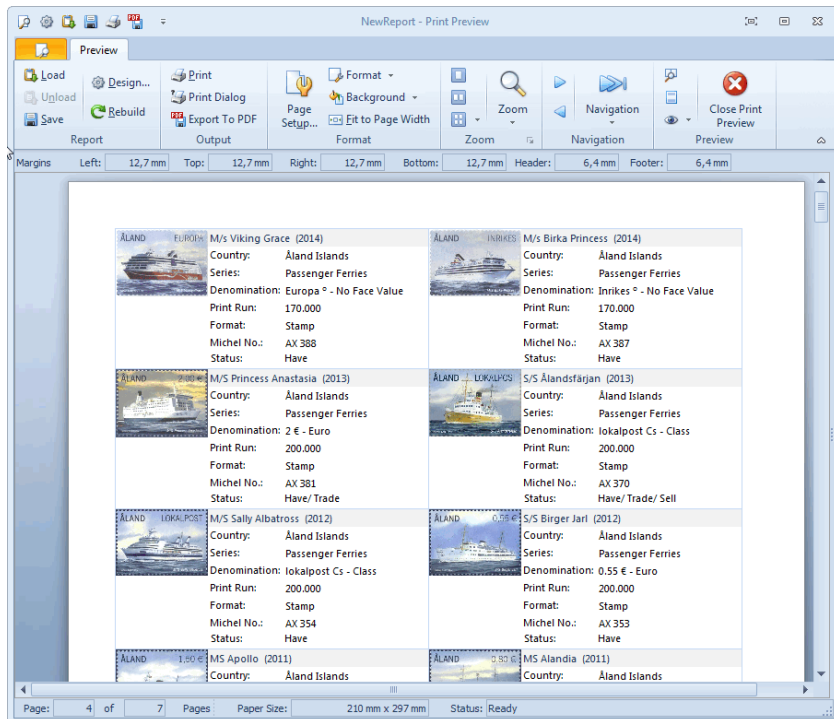 NewReport - Print Preview
Preview
Load
Unload
Save
Design...
Rebuild
Report
Print
Print Dialog
Export To PDF
Output
Page
Setup...
Format
Background
Fit to Page Width
Format
Zoom
Zoom
Navigation
Navigation
Close Print
Preview
Preview
Margins Left: 12,7 mm Top: 12,7 mm Right: 12,7 mm Bottom: 12,7 mm Header: 6,4 mm Footer: 6,4 mm
ÅLAND EUROPA
M/s Viking Grace (2014)
Country: Åland Islands
Series: Passenger Ferries
Denomination: Europa º - No Face Value
Print Run: 170.000
Format: Stamp
Michel No.: AX 388
Status: Have
ÅLAND INRIKES
M/s Birka Princess (2014)
Country: Åland Islands
Series: Passenger Ferries
Denomination: Inrikes º - No Face Value
Print Run: 170.000
Format: Stamp
Michel No.: AX 387
Status: Have
ÅLAND 2,00 €
M/S Princess Anastasia (2013)
Country: Åland Islands
Series: Passenger Ferries
Denomination: 2 € - Euro
Print Run: 200.000
Format: Stamp
Michel No.: AX 381
Status: Have/ Trade
ÅLAND LOKALPOST
S/S Ålandsfärjan (2013)
Country: Åland Islands
Series: Passenger Ferries
Denomination: lokalpost Cs - Class
Print Run: 200.000
Format: Stamp
Michel No.: AX 370
Status: Have/ Trade/ Sell
ÅLAND LOKALPOST
M/S Sally Albatross (2012)
Country: Åland Islands
Series: Passenger Ferries
Denomination: lokalpost Cs - Class
Print Run: 200.000
Format: Stamp
Michel No.: AX 354
Status: Have
ÅLAND 0,55 €
S/S Birger Jarl (2012)
Country: Åland Islands
Series: Passenger Ferries
Denomination: 0.55 € - Euro
Print Run: 200.000
Format: Stamp
Michel No.: AX 353
Status: Have
ÅLAND 1,50 €
MS Apollo (2011)
Country: Åland Islands
ÅLAND 0,80 €
MS Alandia (2011)
Country: Åland Islands
Page: 4 of 7 Pages Paper Size: 210 mm x 297 mm Status: Ready